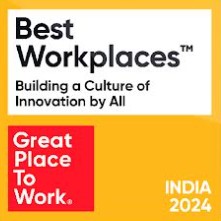 Best
Workplaces™
Building a Culture of
Innovation by All
Great
Place
To
Work®
INDIA
2024